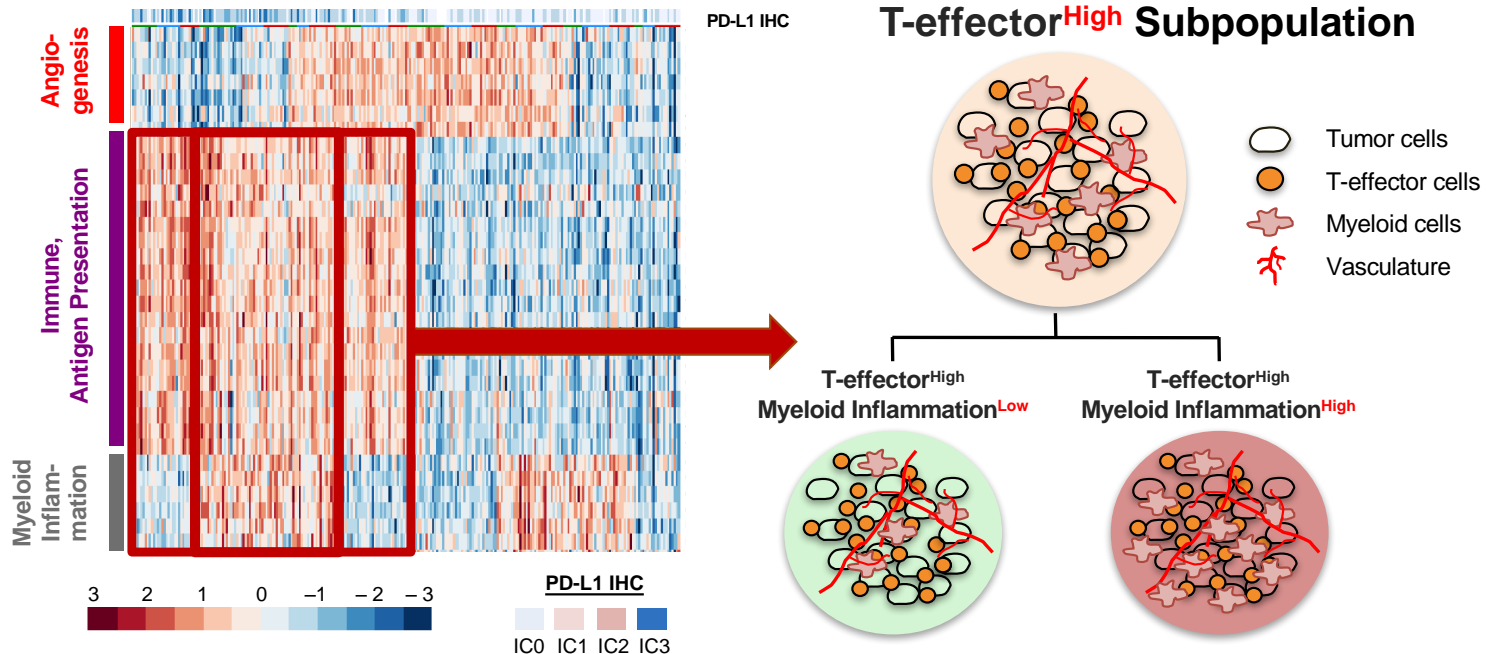 PD-L1 IHC
T-effectorHigh Subpopulation
Angio-
genesis
Immune,
Antigen Presentation
Myeloid
Inflam-
mation
Tumor cells
T-effector cells
Myeloid cells
Vasculature
T-effectorHigh
Myeloid InflammationLow
T-effectorHigh
Myeloid InflammationHigh
3 2 1 0 –1 – 2 – 3
PD-L1 IHC
IC0 IC1 IC2 IC3